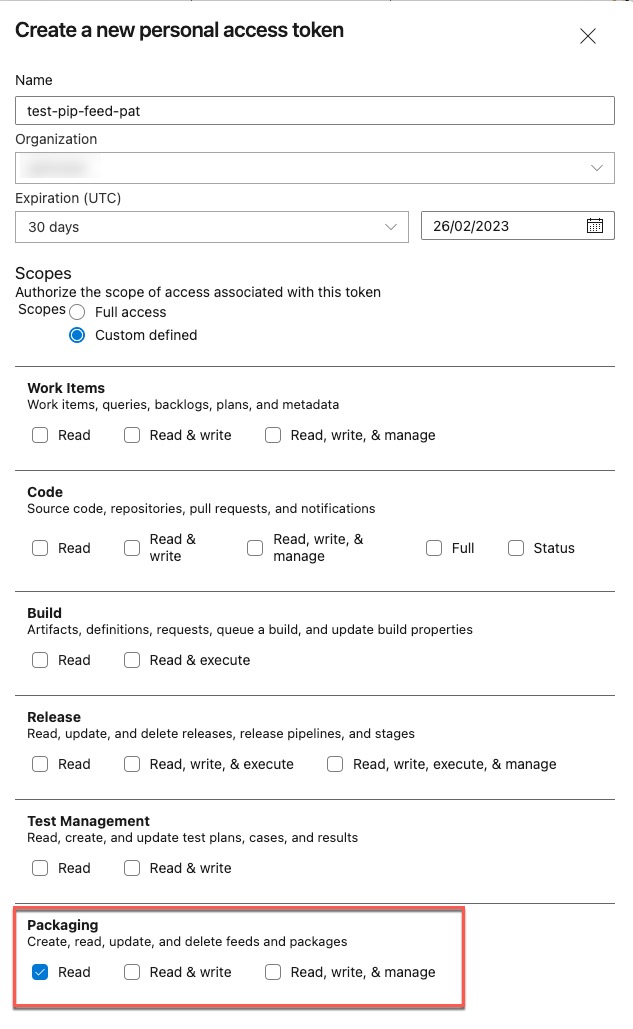 Create a new personal access token
Name
test-pip-feed-pat
Organization
Expiration (UTC)
30 days
26/02/2023
Scopes
Authorize the scope of access associated with this token
Scopes Full access
Custom defined
Work Items
Work items, queries, backlogs, plans, and metadata
Read Read & write Read, write, & manage
Code
Source code, repositories, pull requests, and notifications
Read Read & write Read, write, & manage Full Status
Build
Artifacts, definitions, requests, queue a build, and update build properties
Read Read & execute
Release
Read, update, and delete releases, release pipelines, and stages
Read Read, write, & execute Read, write, execute, & manage
Test Management
Read, create, and update test plans, cases, and results
Read Read & write
Packaging
Create, read, update, and delete feeds and packages
Read Read & write Read, write, & manage